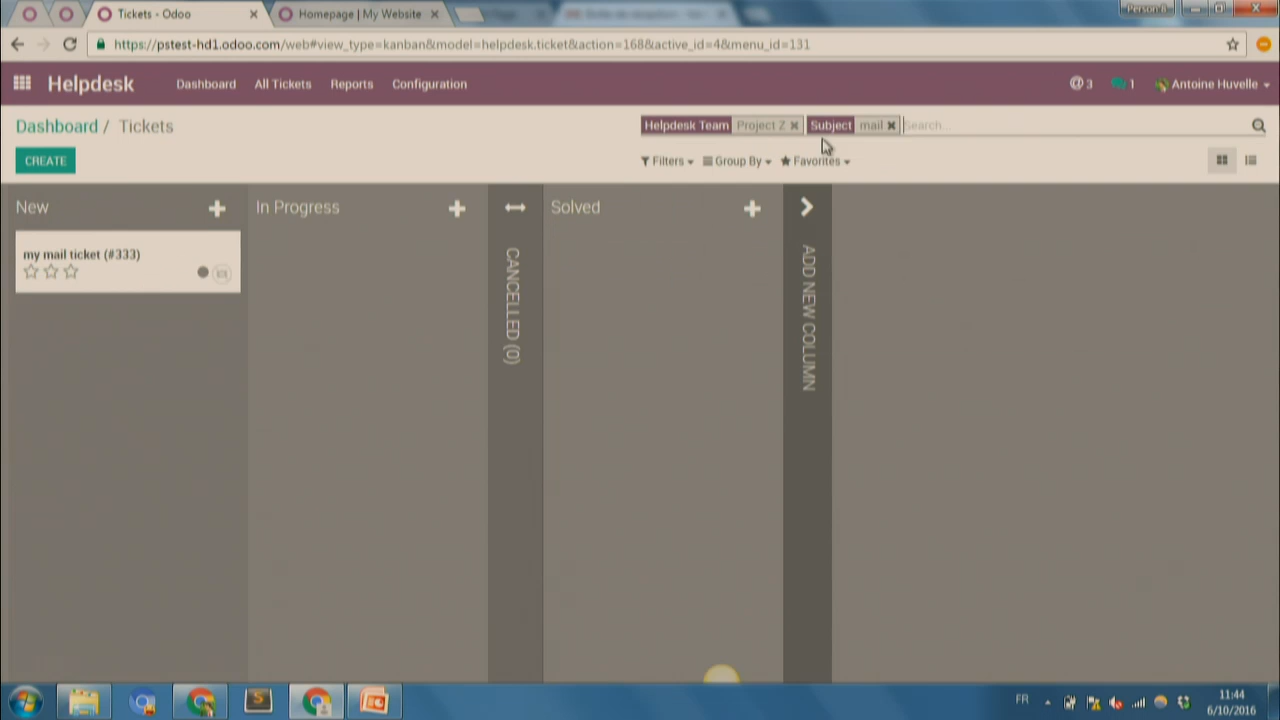 Tickets - Odoo
Homepage | My Website
https://pstest-hd1.odoo.com/web#view_type=kanban&model=helpdesk.ticket&action=168&active_id=4&menu_id=131
Helpdesk
Dashboard
All Tickets
Reports
Configuration
@ 3
1
Antoine Huvelle
Dashboard / Tickets
Helpdesk Team Project Z
Subject mail
Search...
CREATE
Filters
Group By
Favorites
New
In Progress
CANCELLED (0)
Solved
ADD NEW COLUMN
my mail ticket (#333)
FR
11:44
6/10/2016